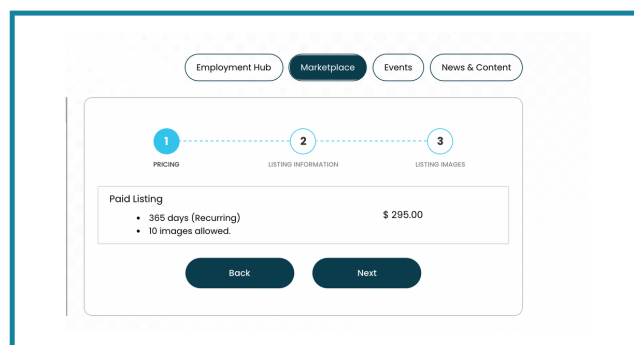 Employment Hub
Marketplace
Events
News & Content
1
2
3
PRICING
LISTING INFORMATION
LISTING IMAGES
Paid Listing
• 365 days (Recurring)
• 10 images allowed.
$ 295.00
Back
Next